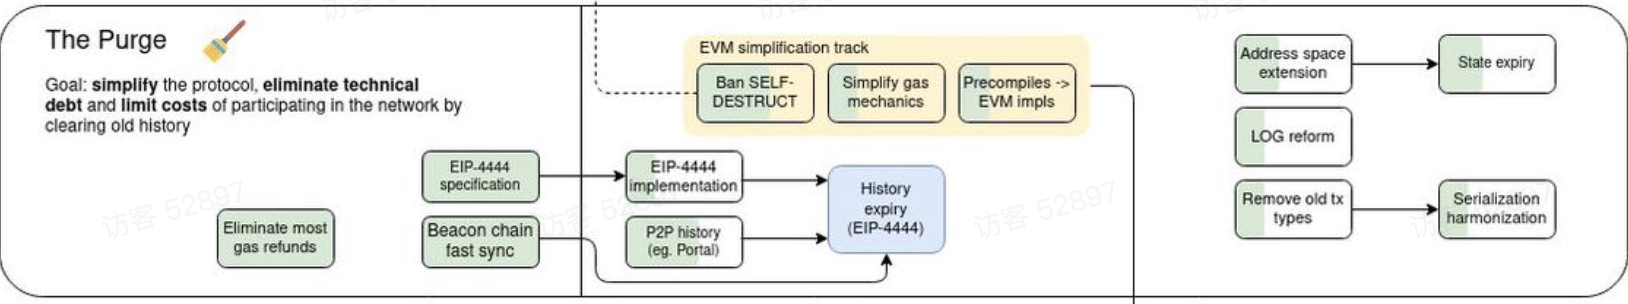 The Purge
Goal: simplify the protocol, eliminate technical
debt and limit costs of participating in the network by
clearing old history
EVM simplification track
Ban SELF-
DESTRUCT
Simplify gas
mechanics
Precompiles ->
EVM impls
Address space
extension
State expiry
LOG reform
EIP-4444
specification
EIP-4444
implementation
History
expiry
(EIP-4444)
Remove old tx
types
Serialization
harmonization
Eliminate most
gas refunds
Beacon chain
fast sync
P2P history
(eg. Portal)
访客 52897
访客 52897
访客 52897